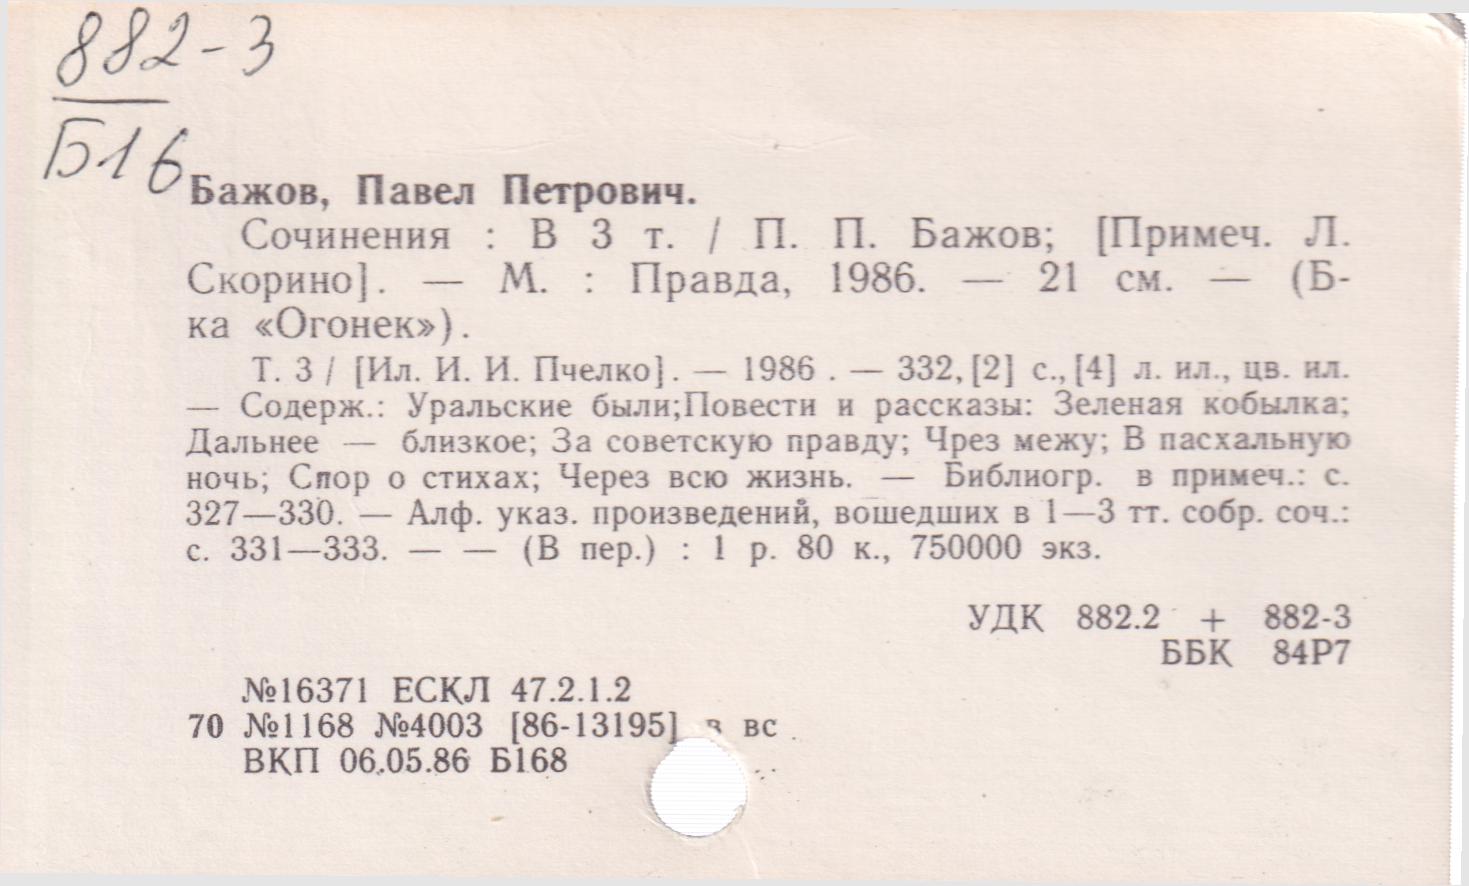 882-3
Б16
Бажов, Павел Петрович.
Сочинения : В 3 т. / П. П. Бажов; [Примеч. Л.
Скорино]. — М. : Правда, 1986. — 21 см. — (Б-
ка «Огонек»).
Т. 3 / [Ил. И. И. Пчелко]. — 1986 . — 332, [2] с., [4] л. ил., цв. ил.
— Содерж.: Уральские были;Повести и рассказы: Зеленая кобылка;
Дальнее — близкое; За советскую правду; Чрез межу; В пасхальную
ночь; Спор о стихах; Через всю жизнь. — Библиогр. в примеч.: с.
327—330. — Алф. указ. произведений, вошедших в 1—3 тт. собр. соч.:
с. 331—333. — — (В пер.) : 1 р. 80 к., 750000 экз.
УДК 882.2 + 882-3
ББК 84Р7
№16371 ЕСКЛ 47.2.1.2
70 №1168 №4003 [86-13195] в вс
ВКП 06.05.86 Б168